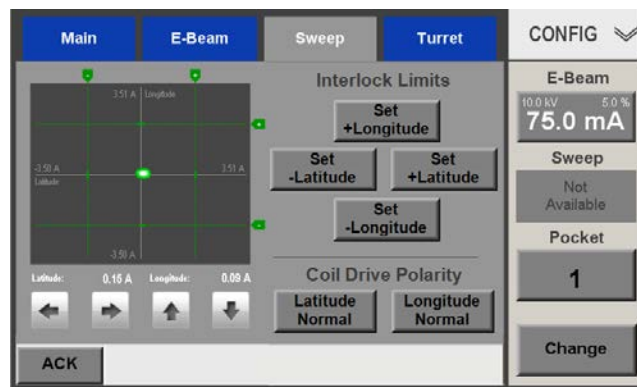 Main
E-Beam
Sweep
Turret
CONFIG
3.51 A
Longitude
-3.50 A
3.51 A
Latitude
-3.50 A
Latitude:
0.15 A
Longitude:
0.09 A
Interlock Limits
Set
+Longitude
Set
-Latitude
Set
+Latitude
Set
-Longitude
Coil Drive Polarity
Latitude
Normal
Longitude
Normal
ACK
E-Beam
10.0 kV
5.0 %
75.0 mA
Sweep
Not
Available
Pocket
1
Change